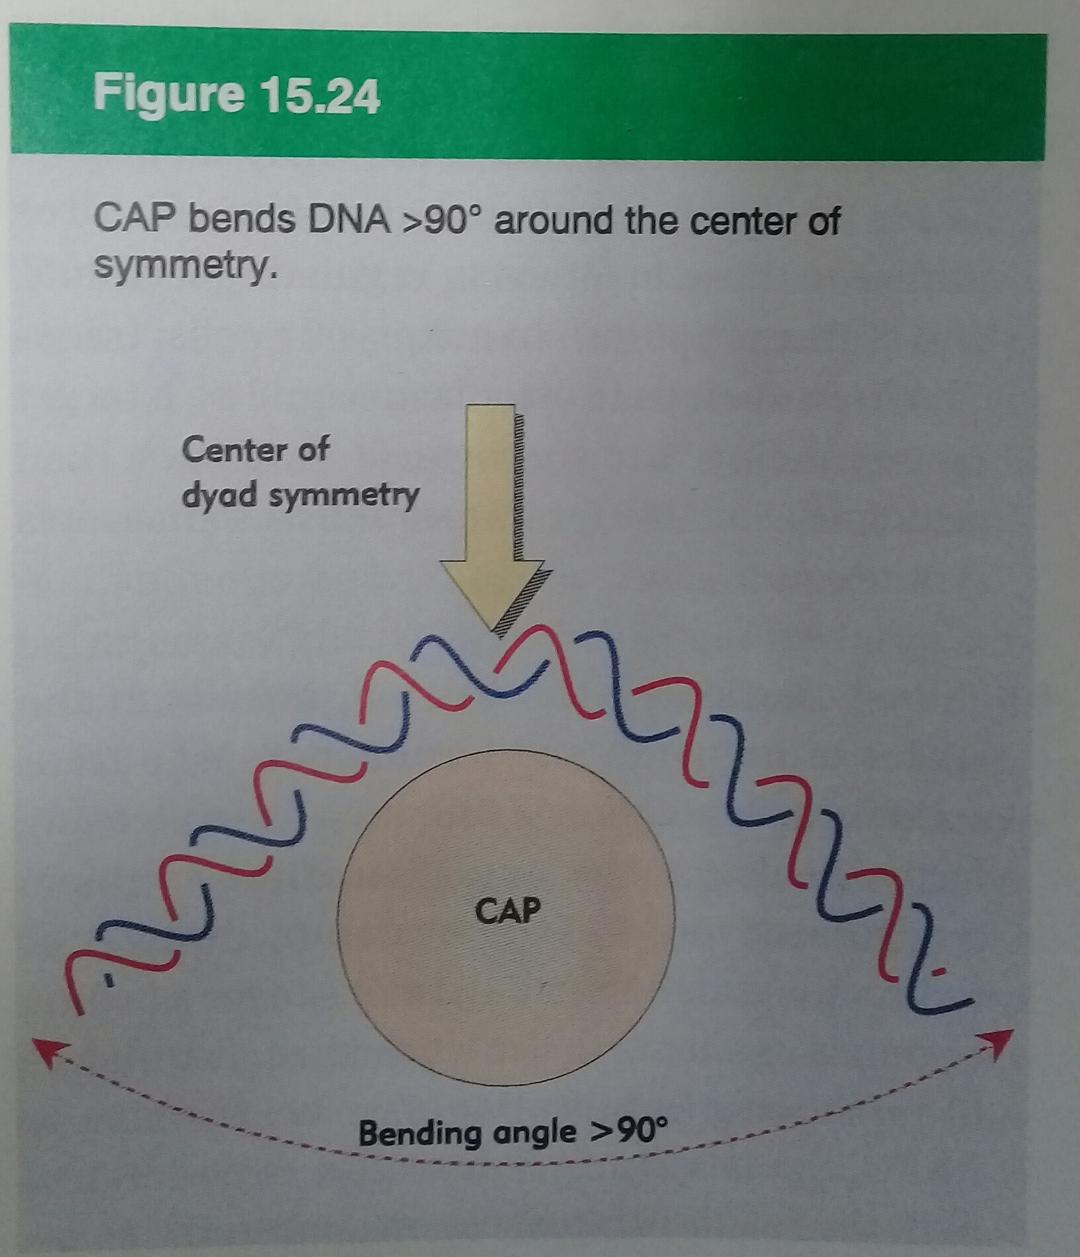 Figure 15.24
CAP bends DNA >90° around the center of
symmetry.
Center of
dyad symmetry
CAP
Bending angle >90°